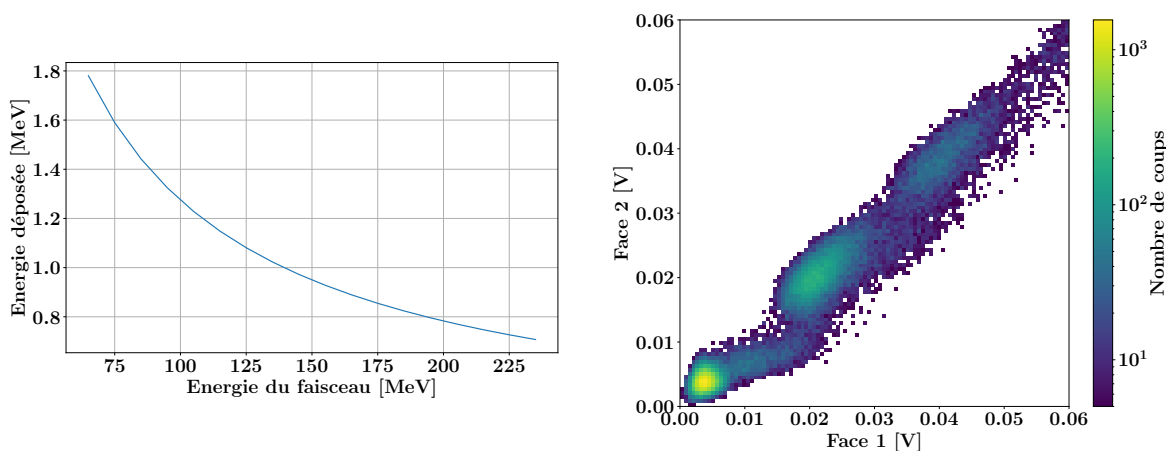 1.8
1.6
1.4
1.2
1.0
0.8
Energie déposée [MeV]
75 100 125 150 175 200 225
Energie du faisceau [MeV]
0.06
0.05
0.04
0.03
0.02
0.01
0.00
Face 2 [V]
0.00 0.01 0.02 0.03 0.04 0.05 0.06
Face 1 [V]
10³
10²
10¹
Nombre de coups